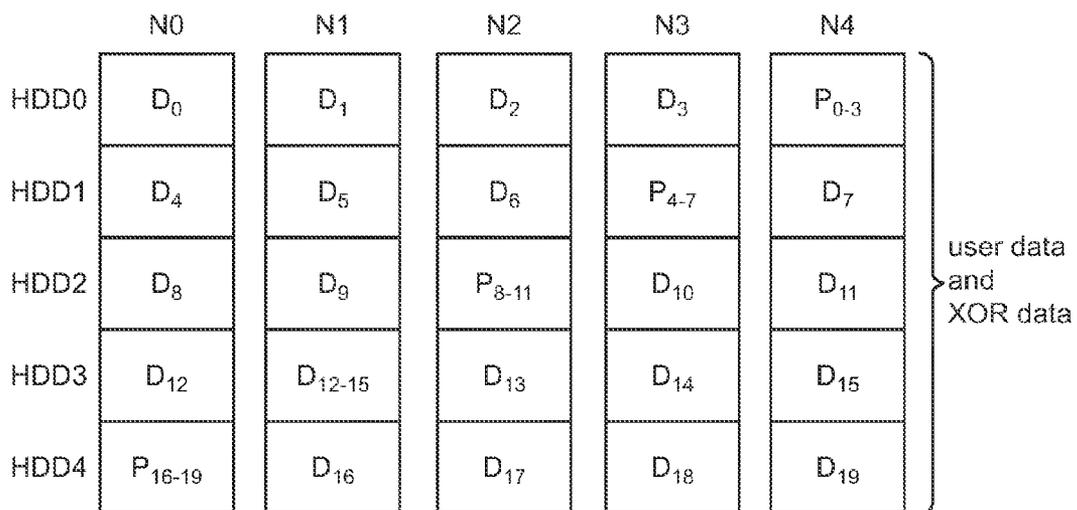 N0 N1 N2 N3 N4
HDD0 D0 D1 D2 D3 P0-3
HDD1 D4 D5 D6 P4-7 D7
HDD2 D8 D9 P8-11 D10 D11
HDD3 D12 D12-15 D13 D14 D15
HDD4 P16-19 D16 D17 D18 D19
user data
and
XOR data